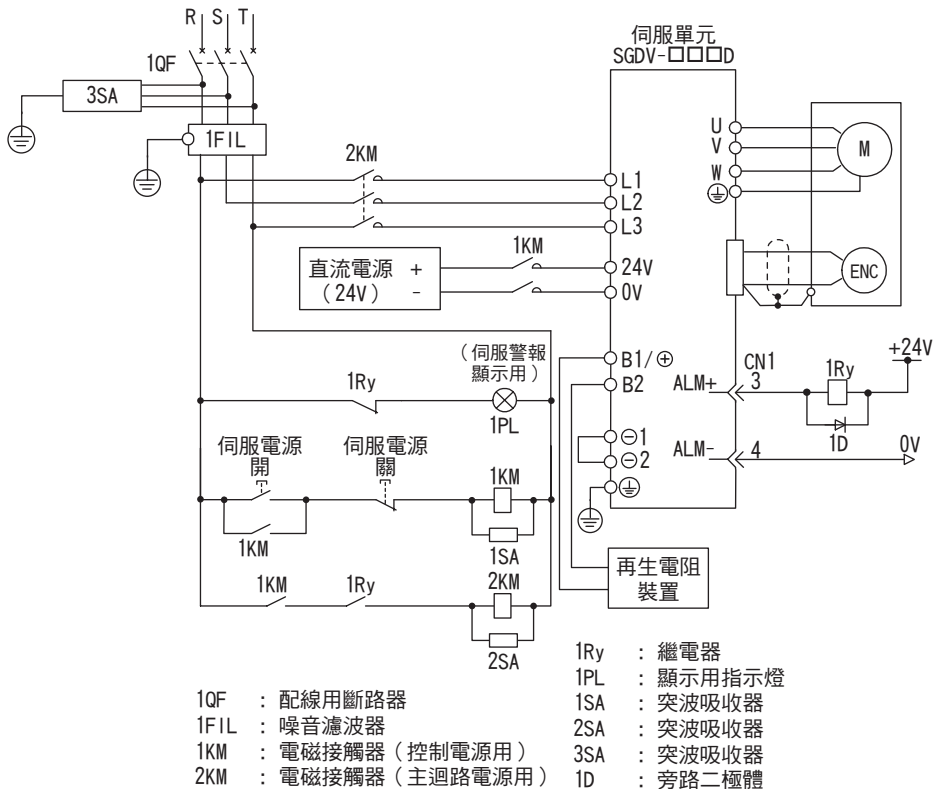 R S T
伺服單元
SGDV-□□□D
1QF
3SA
1FIL
2KM
U
V
W
M
L1
L2
L3
1KM
直流電源 +
（24V） -
24V
0V
ENC
（伺服警報
顯示用）
B1/⊕
B2
CN1
+24V
1Ry
1PL
ALM+
3
1Ry
1D
伺服電源
開
伺服電源
關
1KM
⊖1
⊖2
ALM-
4
0V
1KM
1SA
1KM
1Ry
2KM
2SA
再生電阻
裝置
1QF : 配線用斷路器
1FIL : 噪音濾波器
1KM : 電磁接觸器（控制電源用）
2KM : 電磁接觸器（主迴路電源用）
1Ry : 繼電器
1PL : 顯示用指示燈
1SA : 突波吸收器
2SA : 突波吸收器
3SA : 突波吸收器
1D : 旁路二極體